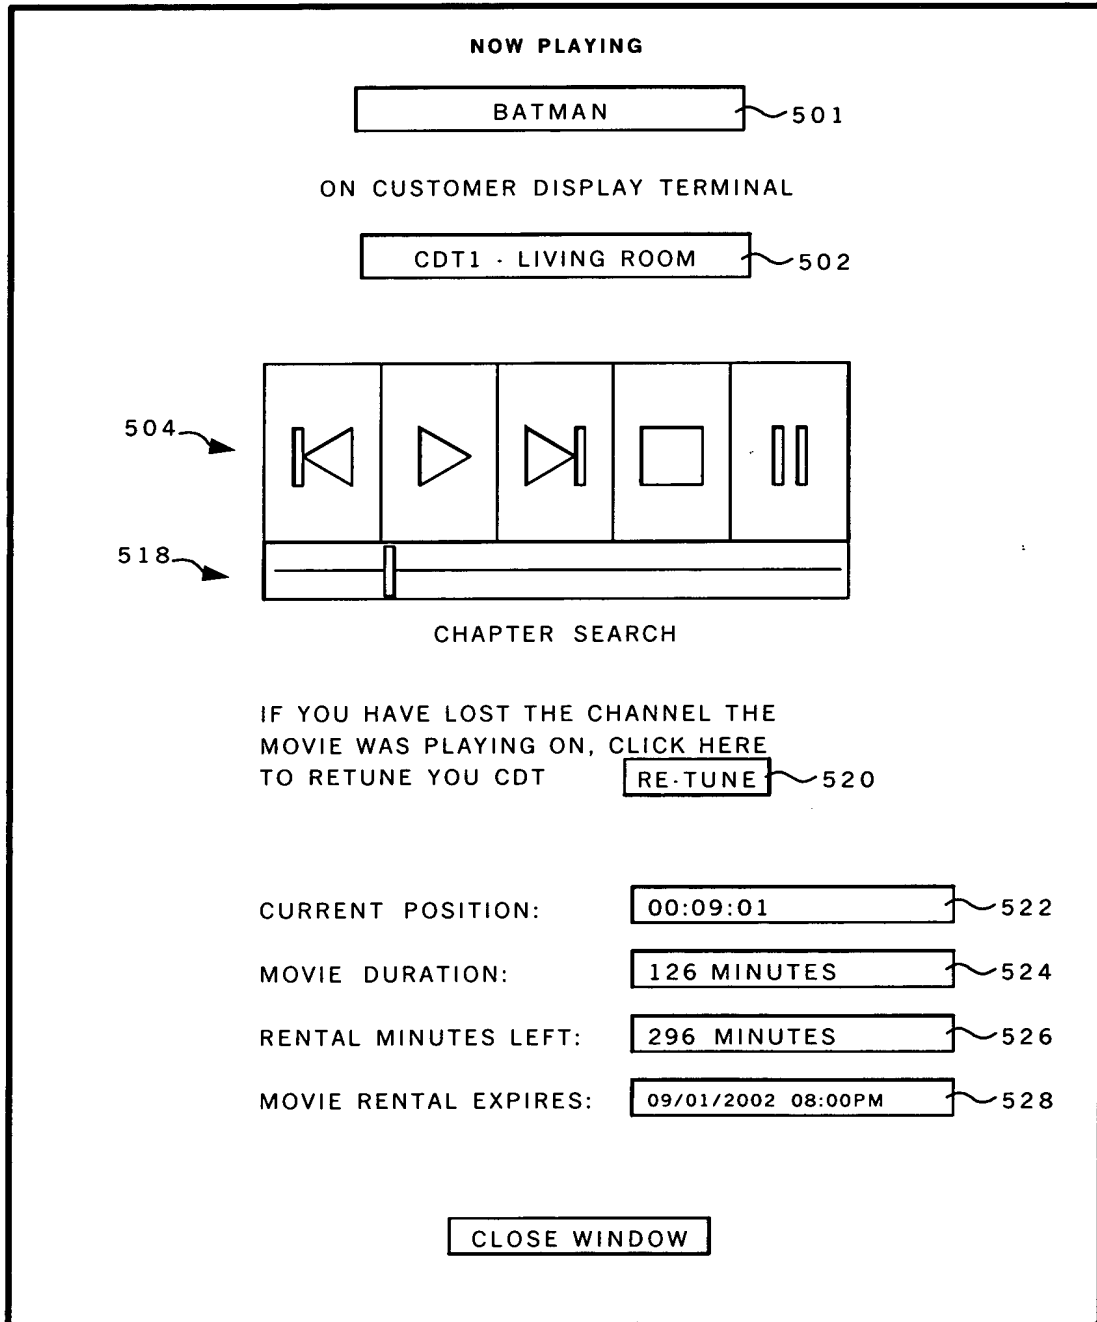 NOW PLAYING
BATMAN 501
ON CUSTOMER DISPLAY TERMINAL
CDT1 - LIVING ROOM 502
504
518
CHAPTER SEARCH
IF YOU HAVE LOST THE CHANNEL THE
MOVIE WAS PLAYING ON, CLICK HERE
TO RETUNE YOU CDT RE-TUNE 520
CURRENT POSITION: 00:09:01 522
MOVIE DURATION: 126 MINUTES 524
RENTAL MINUTES LEFT: 296 MINUTES 526
MOVIE RENTAL EXPIRES: 09/01/2002 08:00PM 528
CLOSE WINDOW